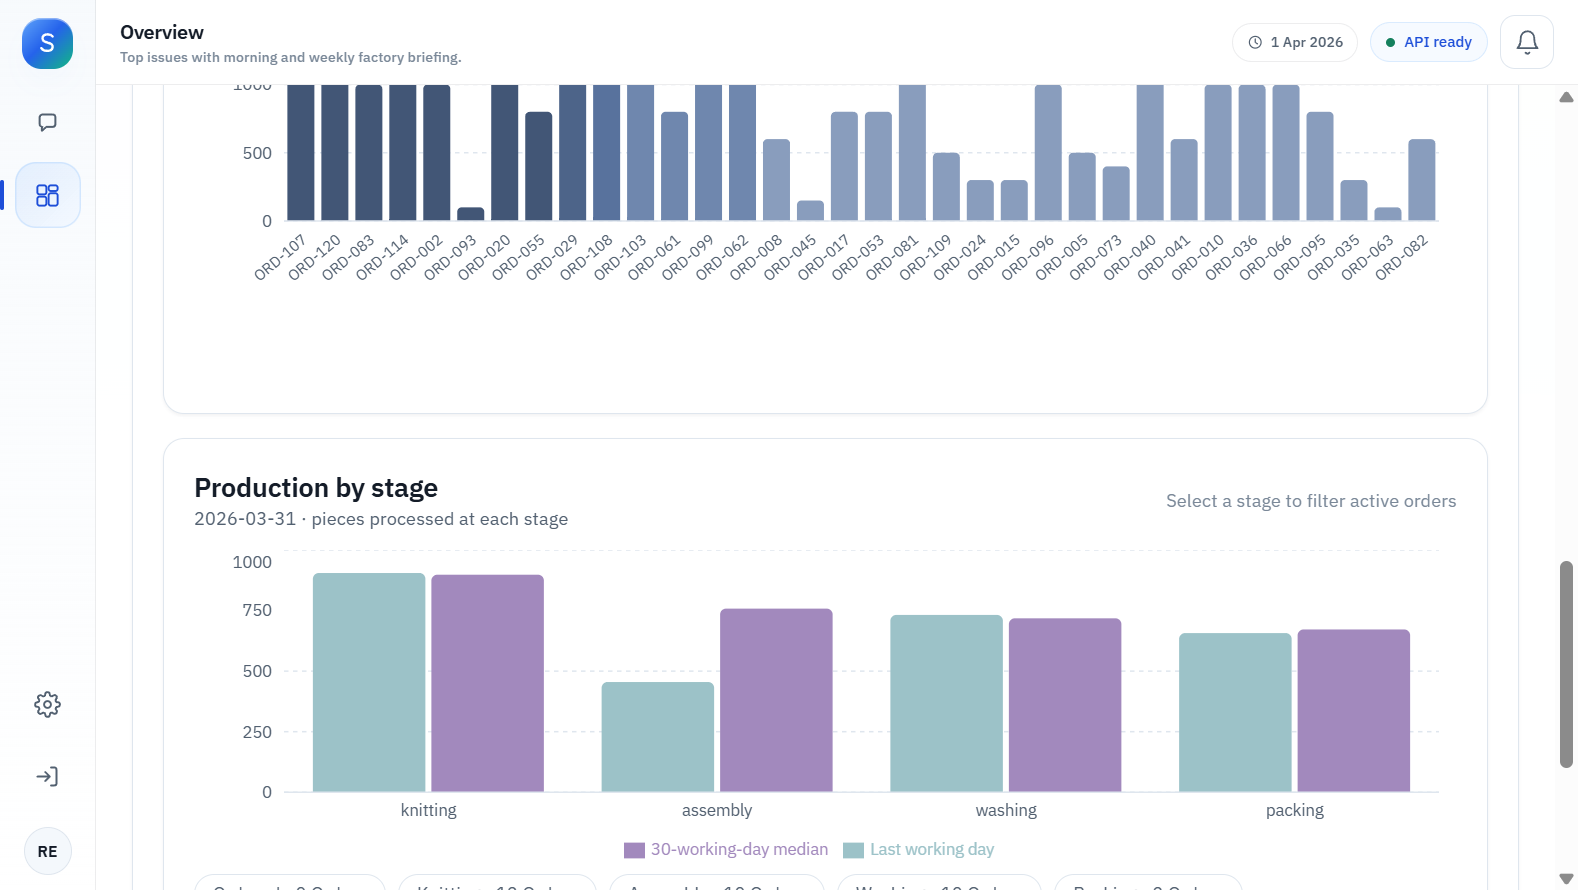 S
Overview
Top issues with morning and weekly factory briefing.
1 Apr 2026
API ready
1000
500
0
ORD-107
ORD-120
ORD-083
ORD-114
ORD-002
ORD-093
ORD-020
ORD-055
ORD-029
ORD-108
ORD-103
ORD-061
ORD-099
ORD-062
ORD-008
ORD-045
ORD-017
ORD-053
ORD-081
ORD-109
ORD-024
ORD-015
ORD-096
ORD-005
ORD-073
ORD-040
ORD-041
ORD-010
ORD-036
ORD-066
ORD-095
ORD-035
ORD-063
ORD-082
Production by stage
2026-03-31 · pieces processed at each stage
Select a stage to filter active orders
1000
750
500
250
0
knitting
assembly
washing
packing
30-working-day median
Last working day
RE